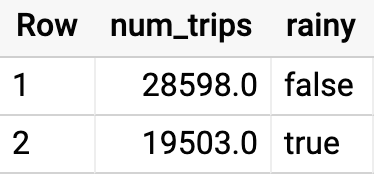 Row num_trips rainy
1 28598.0 false
2 19503.0 true